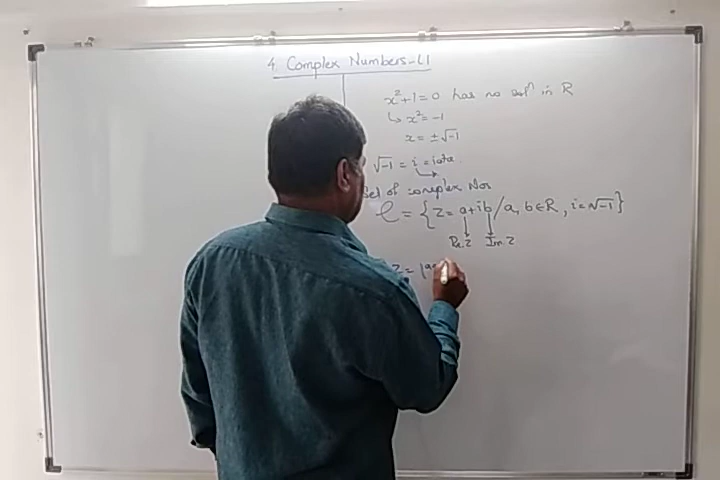 4. Complex Numbers-L1
x²+1=0 has no solⁿ in R
↳ x²=-1
x = ±√-1
√-1 = i = iota.
Set of complex Nos
C = {z = a+ib / a, b ∈ R, i=√-1}
Re.z Im.z
z =